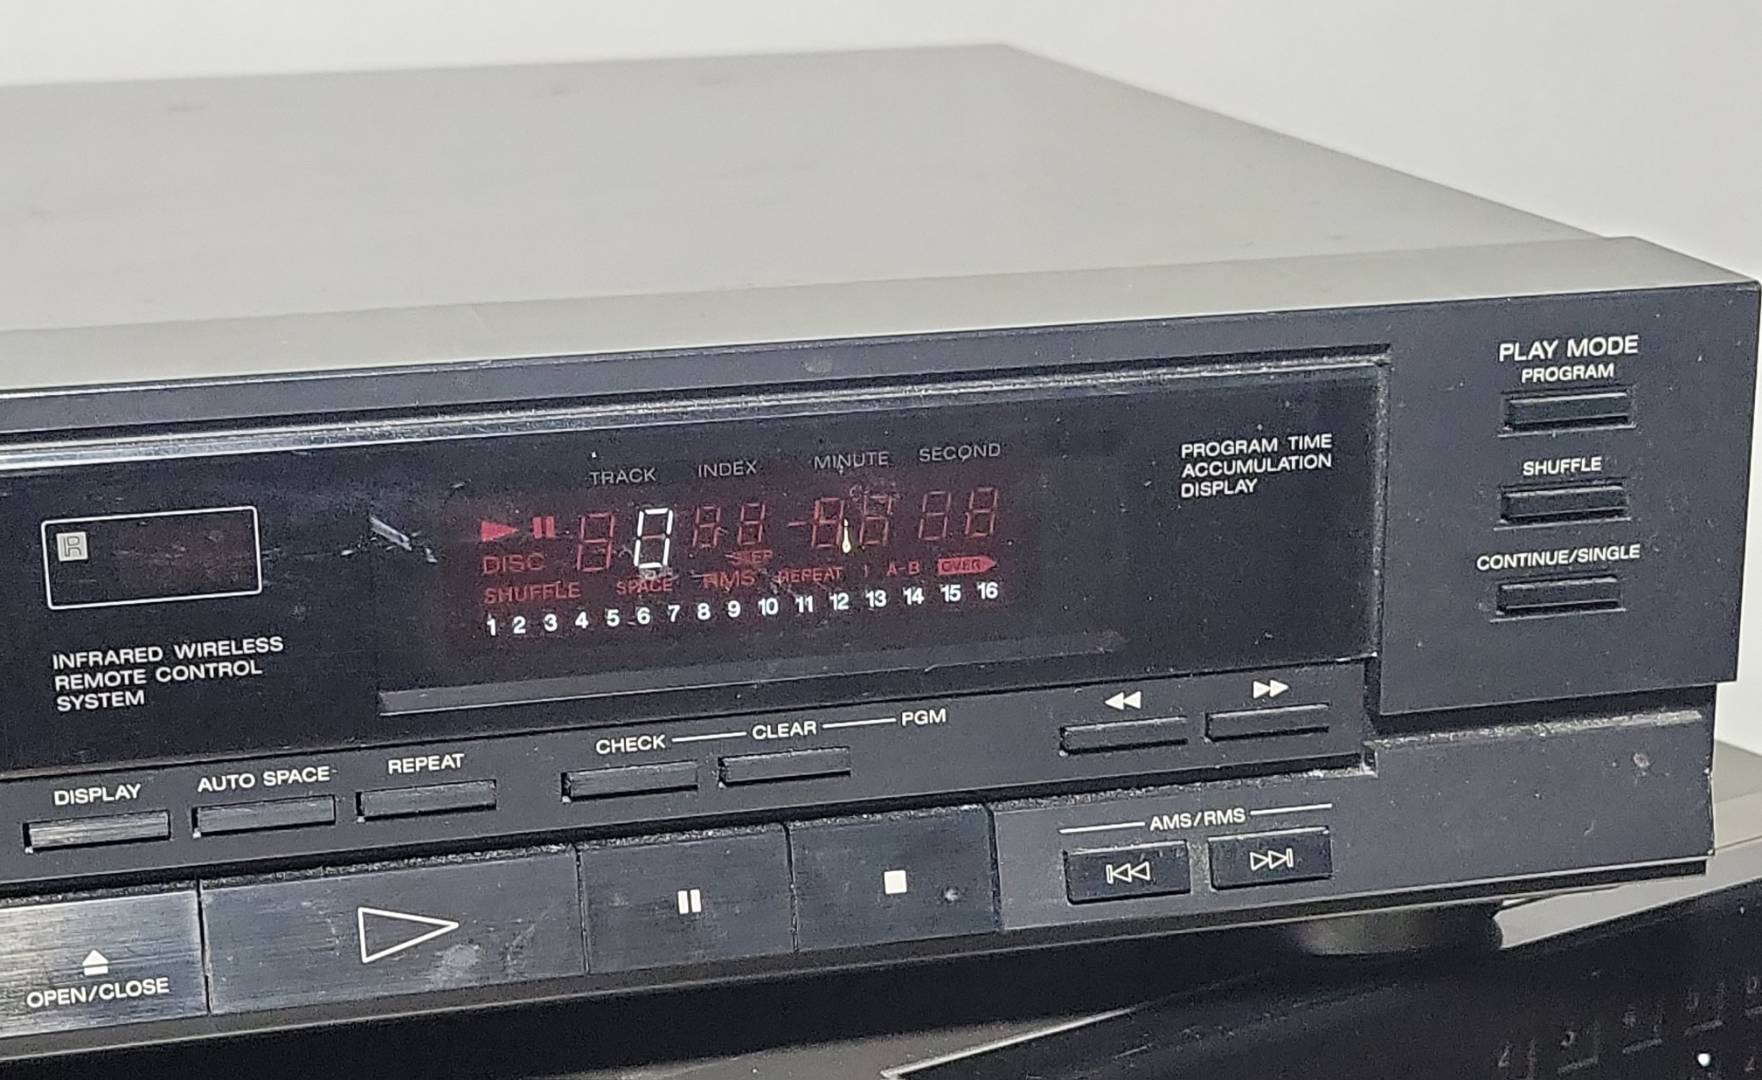 PLAY MODE
PROGRAM
SHUFFLE
CONTINUE/SINGLE
PROGRAM TIME
ACCUMULATION
DISPLAY
TRACK INDEX MINUTE SECOND
0
DISC
SHUFFLE SPACE RMS REPEAT 1 A-B OVER
1 2 3 4 5 6 7 8 9 10 11 12 13 14 15 16
R
INFRARED WIRELESS
REMOTE CONTROL
SYSTEM
DISPLAY AUTO SPACE REPEAT CHECK CLEAR PGM
AMS/RMS
OPEN/CLOSE